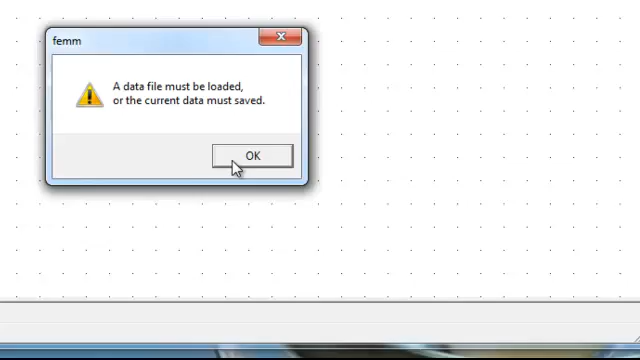 femm
A data file must be loaded,
or the current data must saved.
OK